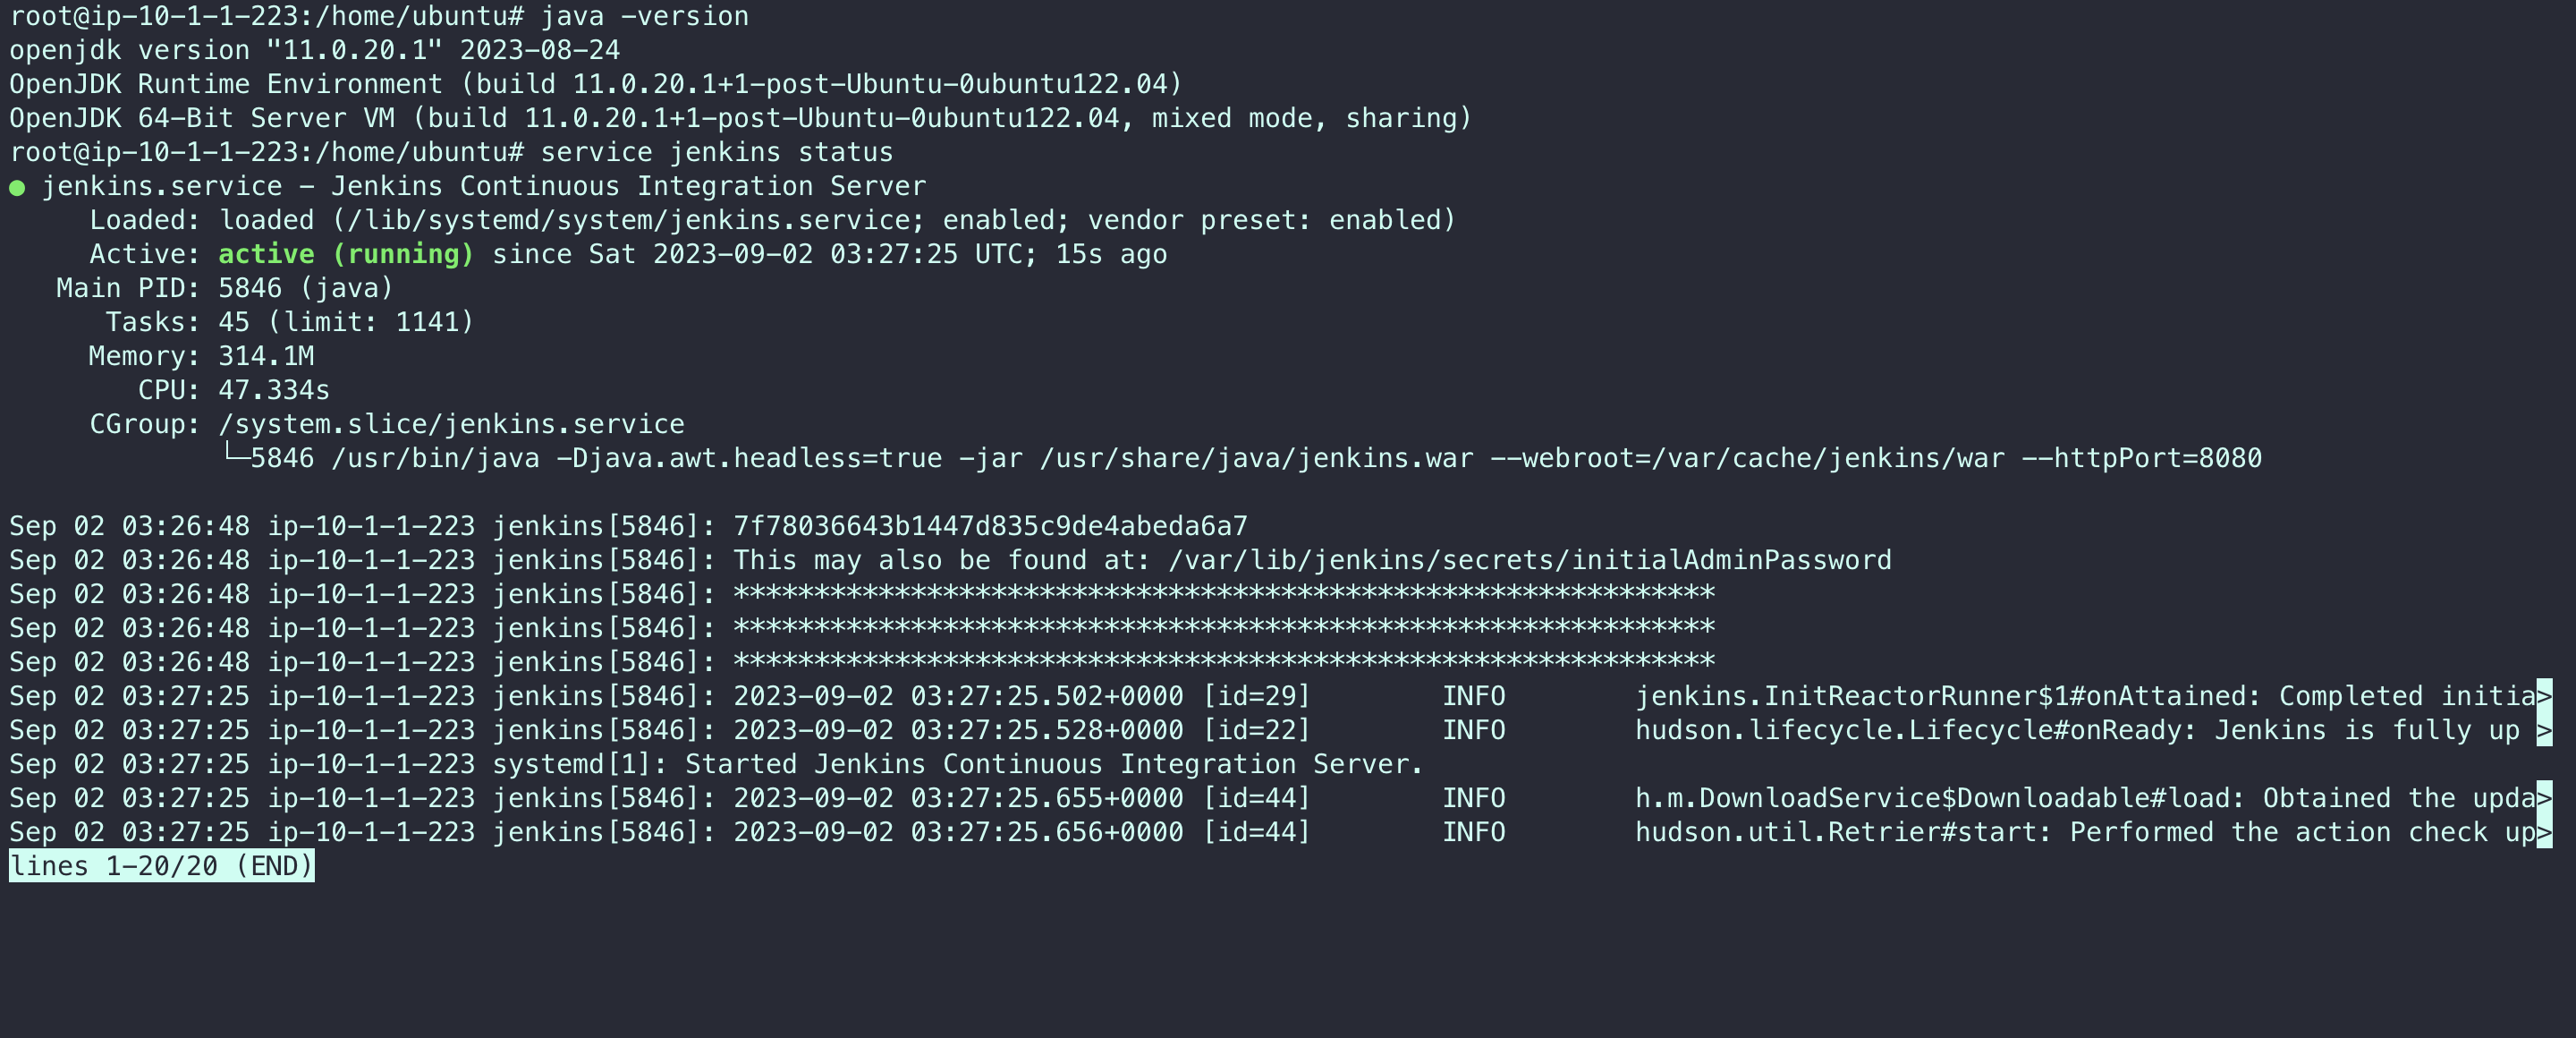 root@ip-10-1-1-223:/home/ubuntu# java -version
openjdk version "11.0.20.1" 2023-08-24
OpenJDK Runtime Environment (build 11.0.20.1+1-post-Ubuntu-0ubuntu122.04)
OpenJDK 64-Bit Server VM (build 11.0.20.1+1-post-Ubuntu-0ubuntu122.04, mixed mode, sharing)
root@ip-10-1-1-223:/home/ubuntu# service jenkins status
● jenkins.service - Jenkins Continuous Integration Server
     Loaded: loaded (/lib/systemd/system/jenkins.service; enabled; vendor preset: enabled)
     Active: active (running) since Sat 2023-09-02 03:27:25 UTC; 15s ago
   Main PID: 5846 (java)
      Tasks: 45 (limit: 1141)
     Memory: 314.1M
        CPU: 47.334s
     CGroup: /system.slice/jenkins.service
             └─5846 /usr/bin/java -Djava.awt.headless=true -jar /usr/share/java/jenkins.war --webroot=/var/cache/jenkins/war --httpPort=8080

Sep 02 03:26:48 ip-10-1-1-223 jenkins[5846]: 7f78036643b1447d835c9de4abeda6a7
Sep 02 03:26:48 ip-10-1-1-223 jenkins[5846]: This may also be found at: /var/lib/jenkins/secrets/initialAdminPassword
Sep 02 03:26:48 ip-10-1-1-223 jenkins[5846]: *************************************************************
Sep 02 03:26:48 ip-10-1-1-223 jenkins[5846]: *************************************************************
Sep 02 03:26:48 ip-10-1-1-223 jenkins[5846]: *************************************************************
Sep 02 03:27:25 ip-10-1-1-223 jenkins[5846]: 2023-09-02 03:27:25.502+0000 [id=29]        INFO        jenkins.InitReactorRunner$1#onAttained: Completed initia>
Sep 02 03:27:25 ip-10-1-1-223 jenkins[5846]: 2023-09-02 03:27:25.528+0000 [id=22]        INFO        hudson.lifecycle.Lifecycle#onReady: Jenkins is fully up >
Sep 02 03:27:25 ip-10-1-1-223 systemd[1]: Started Jenkins Continuous Integration Server.
Sep 02 03:27:25 ip-10-1-1-223 jenkins[5846]: 2023-09-02 03:27:25.655+0000 [id=44]        INFO        h.m.DownloadService$Downloadable#load: Obtained the upda>
Sep 02 03:27:25 ip-10-1-1-223 jenkins[5846]: 2023-09-02 03:27:25.656+0000 [id=44]        INFO        hudson.util.Retrier#start: Performed the action check up>
lines 1-20/20 (END)